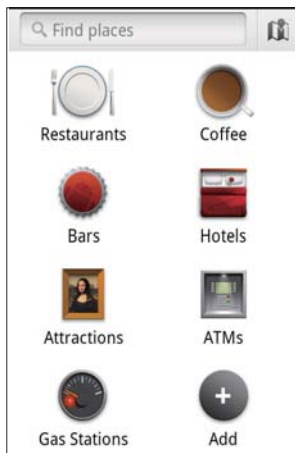 Find places
Restaurants Coffee
Bars Hotels
Attractions ATMs
Gas Stations Add